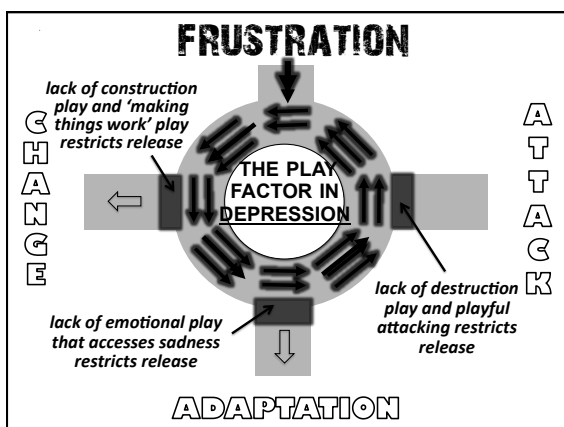 FRUSTRATION
lack of construction
play and ‘making
things work’ play
restricts release
CHANGE
ATTACK
THE PLAY
FACTOR IN
DEPRESSION
lack of destruction
play and playful
attacking restricts
release
lack of emotional play
that accesses sadness
restricts release
ADAPTATION